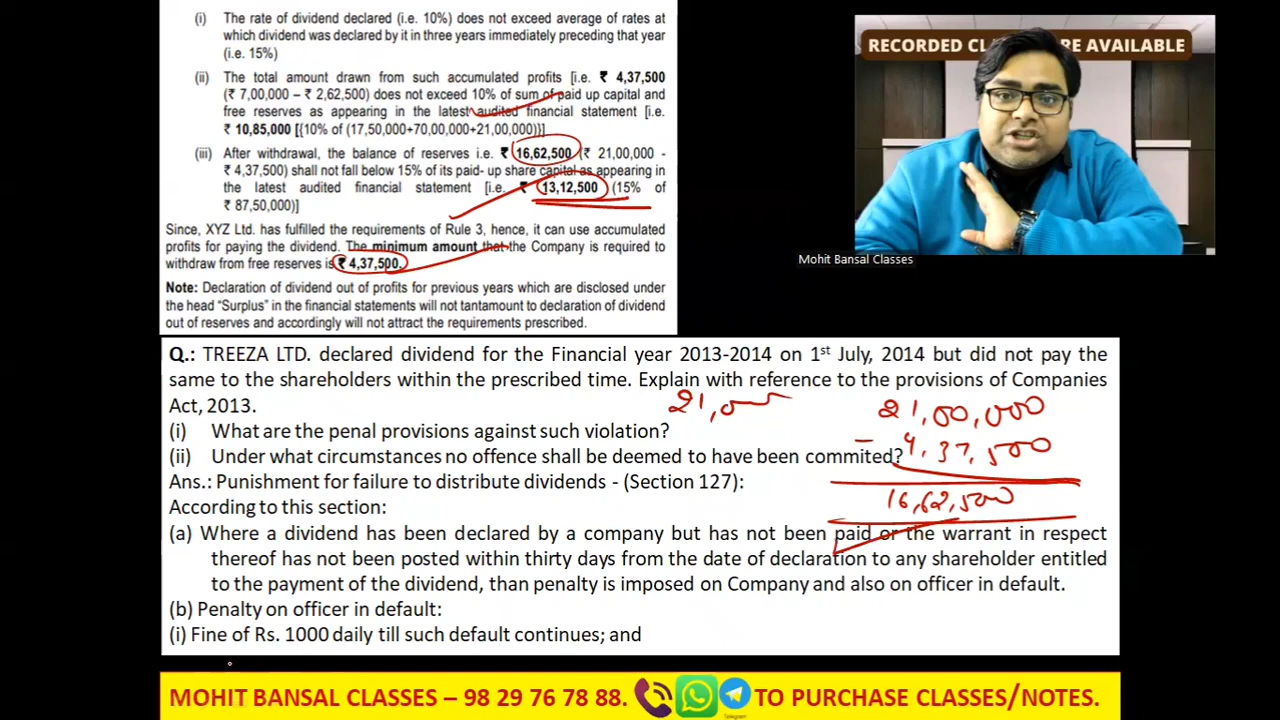 (i) The rate of dividend declared (i.e. 10%) does not exceed average of rates at
which dividend was declared by it in three years immediately preceding that year
(i.e. 15%)
(ii) The total amount drawn from such accumulated profits [i.e. ₹ 4,37,500
(₹ 7,00,000 – ₹ 2,62,500) does not exceed 10% of sum of paid up capital and
free reserves as appearing in the latest audited financial statement [i.e.
₹ 10,85,000 [{10% of (17,50,000+70,00,000+21,00,000)}]
(iii) After withdrawal, the balance of reserves i.e. ₹ 16,62,500 (₹ 21,00,000 -
₹ 4,37,500) shall not fall below 15% of its paid- up share capital as appearing in
the latest audited financial statement [i.e. ₹ 13,12,500 (15% of
₹ 87,50,000)]
Since, XYZ Ltd. has fulfilled the requirements of Rule 3, hence, it can use accumulated
profits for paying the dividend. The minimum amount that the Company is required to
withdraw from free reserves is ₹ 4,37,500.
Note: Declaration of dividend out of profits for previous years which are disclosed under
the head “Surplus” in the financial statements will not tantamount to declaration of dividend
out of reserves and accordingly will not attract the requirements prescribed.
RECORDED CL RE AVAILABLE
Mohit Bansal Classes
Q.: TREEZA LTD. declared dividend for the Financial year 2013-2014 on 1st July, 2014 but did not pay the
same to the shareholders within the prescribed time. Explain with reference to the provisions of Companies
Act, 2013.
(i) What are the penal provisions against such violation?
(ii) Under what circumstances no offence shall be deemed to have been commited?
21,00,000
- 4,37,500
16,62,500
Ans.: Punishment for failure to distribute dividends - (Section 127):
According to this section:
(a) Where a dividend has been declared by a company but has not been paid or the warrant in respect
thereof has not been posted within thirty days from the date of declaration to any shareholder entitled
to the payment of the dividend, than penalty is imposed on Company and also on officer in default.
(b) Penalty on officer in default:
(i) Fine of Rs. 1000 daily till such default continues; and
MOHIT BANSAL CLASSES – 98 29 76 78 88. TO PURCHASE CLASSES/NOTES.
Telegram